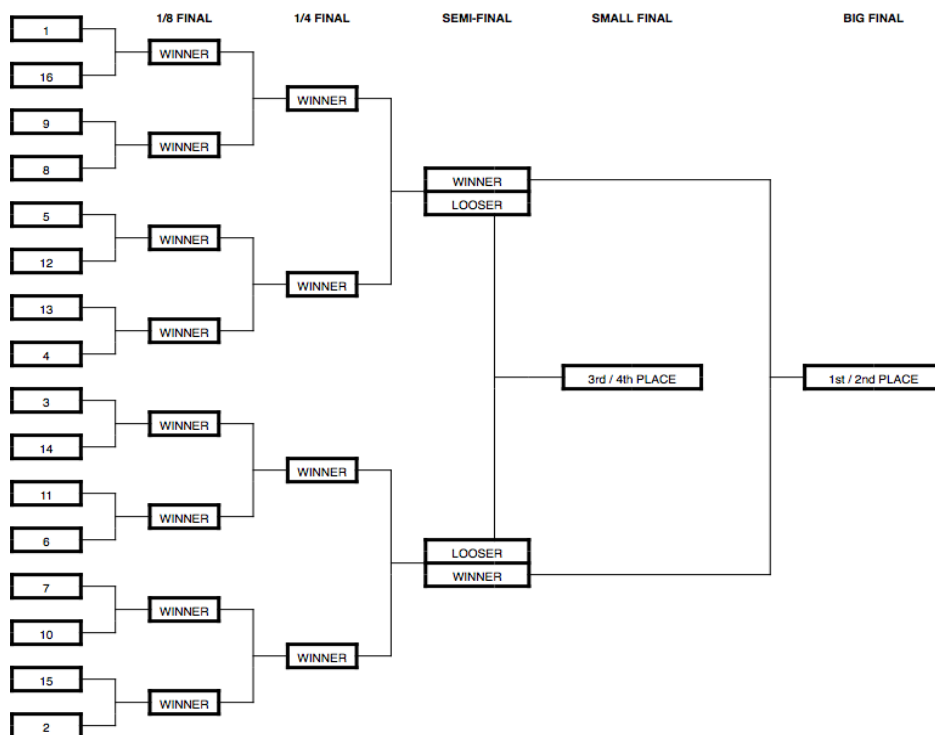 1/8 FINAL 1/4 FINAL SEMI-FINAL SMALL FINAL BIG FINAL
1
WINNER
16
WINNER
9
WINNER
8
WINNER
LOOSER
5
WINNER
12
WINNER
13
WINNER
4
3rd / 4th PLACE 1st / 2nd PLACE
3
WINNER
14
WINNER
11
WINNER
6
LOOSER
WINNER
7
WINNER
10
WINNER
15
WINNER
2